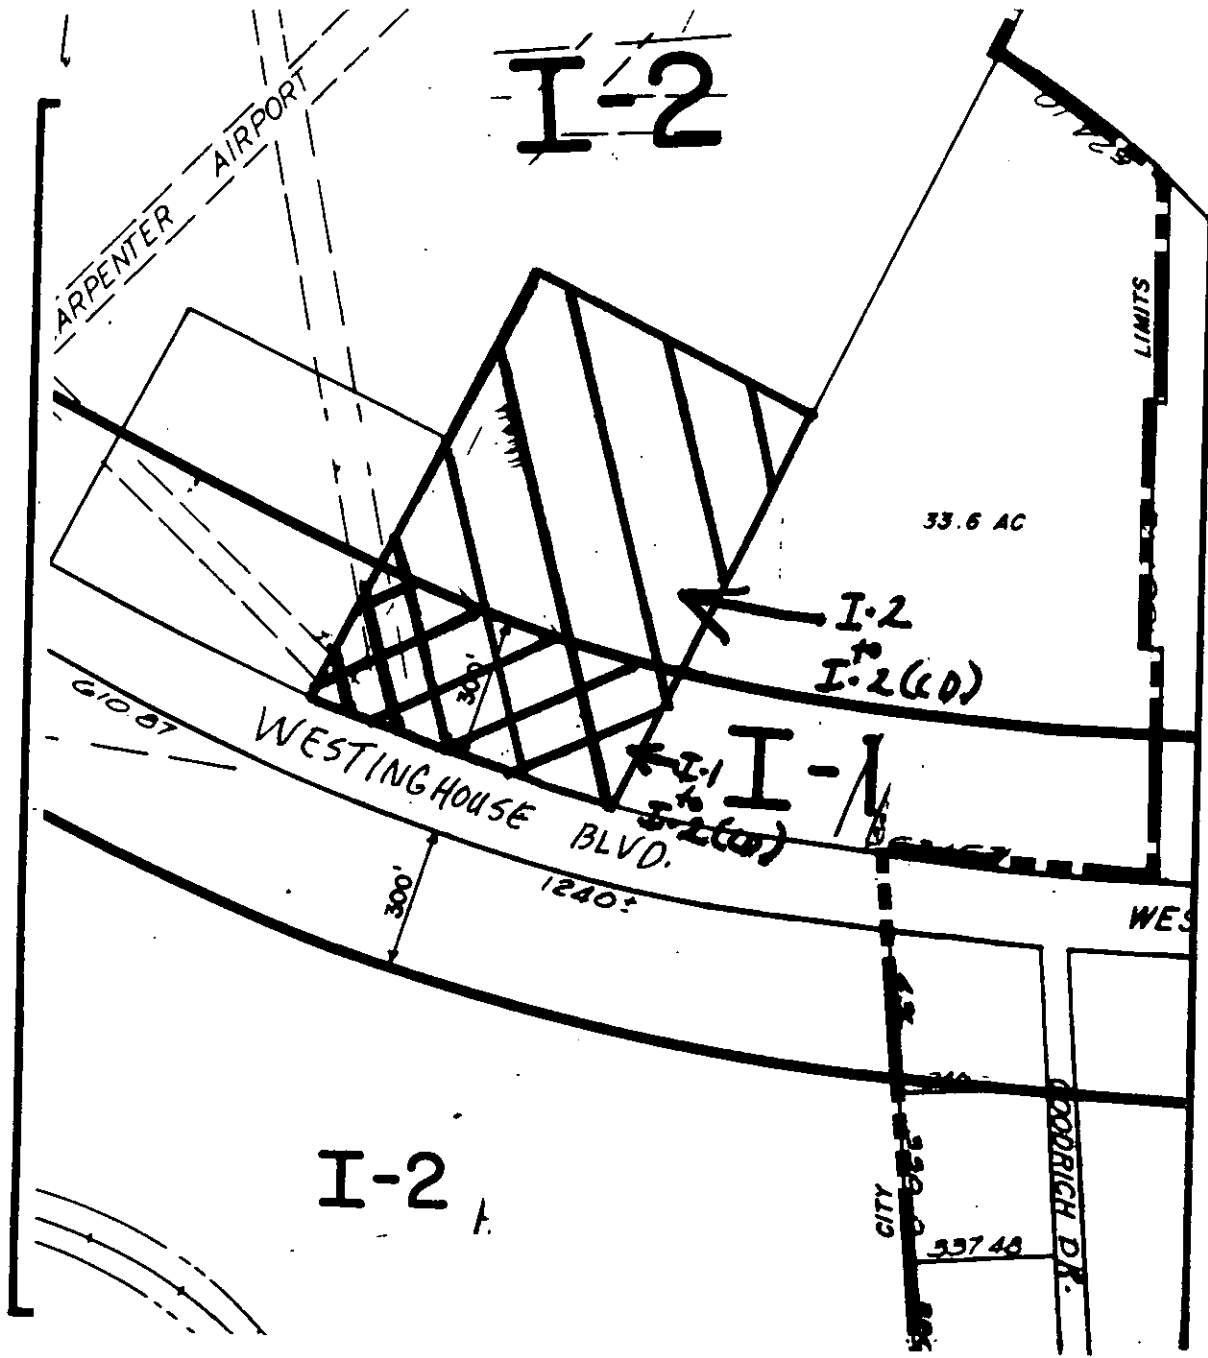 I-2
ARPENTER AIRPORT
LIMITS
33.6 AC
I-2
to
I-2(CD)
300'
610.87
WESTINGHOUSE BLVD.
I-1
I-1
to
I-2(CD)
1240±
300'
WES
GOODRICH DR.
I-2
CITY
337.48